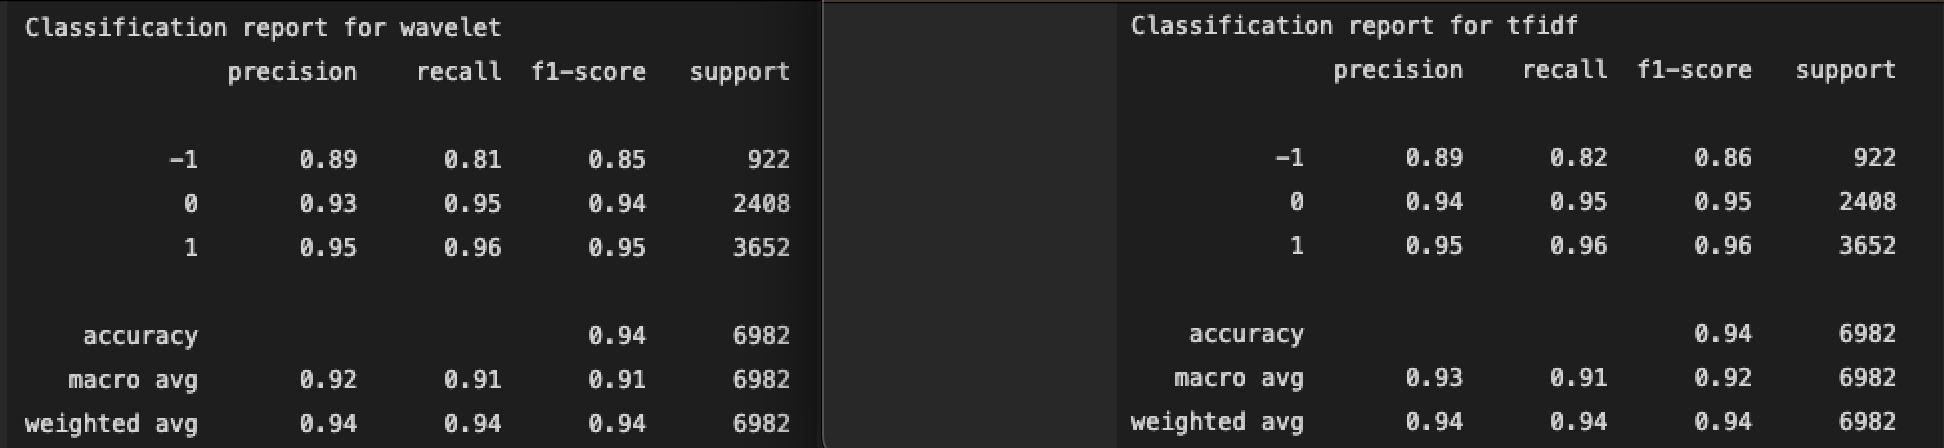 Classification report for wavelet
precision recall f1-score support
-1 0.89 0.81 0.85 922
0 0.93 0.95 0.94 2408
1 0.95 0.96 0.95 3652
accuracy 0.94 6982
macro avg 0.92 0.91 0.91 6982
weighted avg 0.94 0.94 0.94 6982
Classification report for tfidf
precision recall f1-score support
-1 0.89 0.82 0.86 922
0 0.94 0.95 0.95 2408
1 0.95 0.96 0.96 3652
accuracy 0.94 6982
macro avg 0.93 0.91 0.92 6982
weighted avg 0.94 0.94 0.94 6982